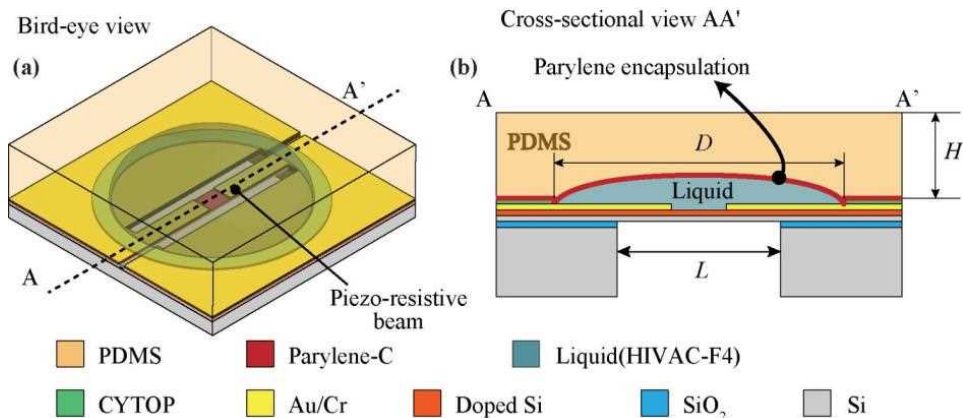 Bird-eye view
Cross-sectional view AA'
(a)
(b)
Parylene encapsulation
A'
A
A
A'
PDMS
D
H
Liquid
L
Piezo-resistive
beam
PDMS
Parylene-C
Liquid(HIVAC-F4)
CYTOP
Au/Cr
Doped Si
SiO₂
Si